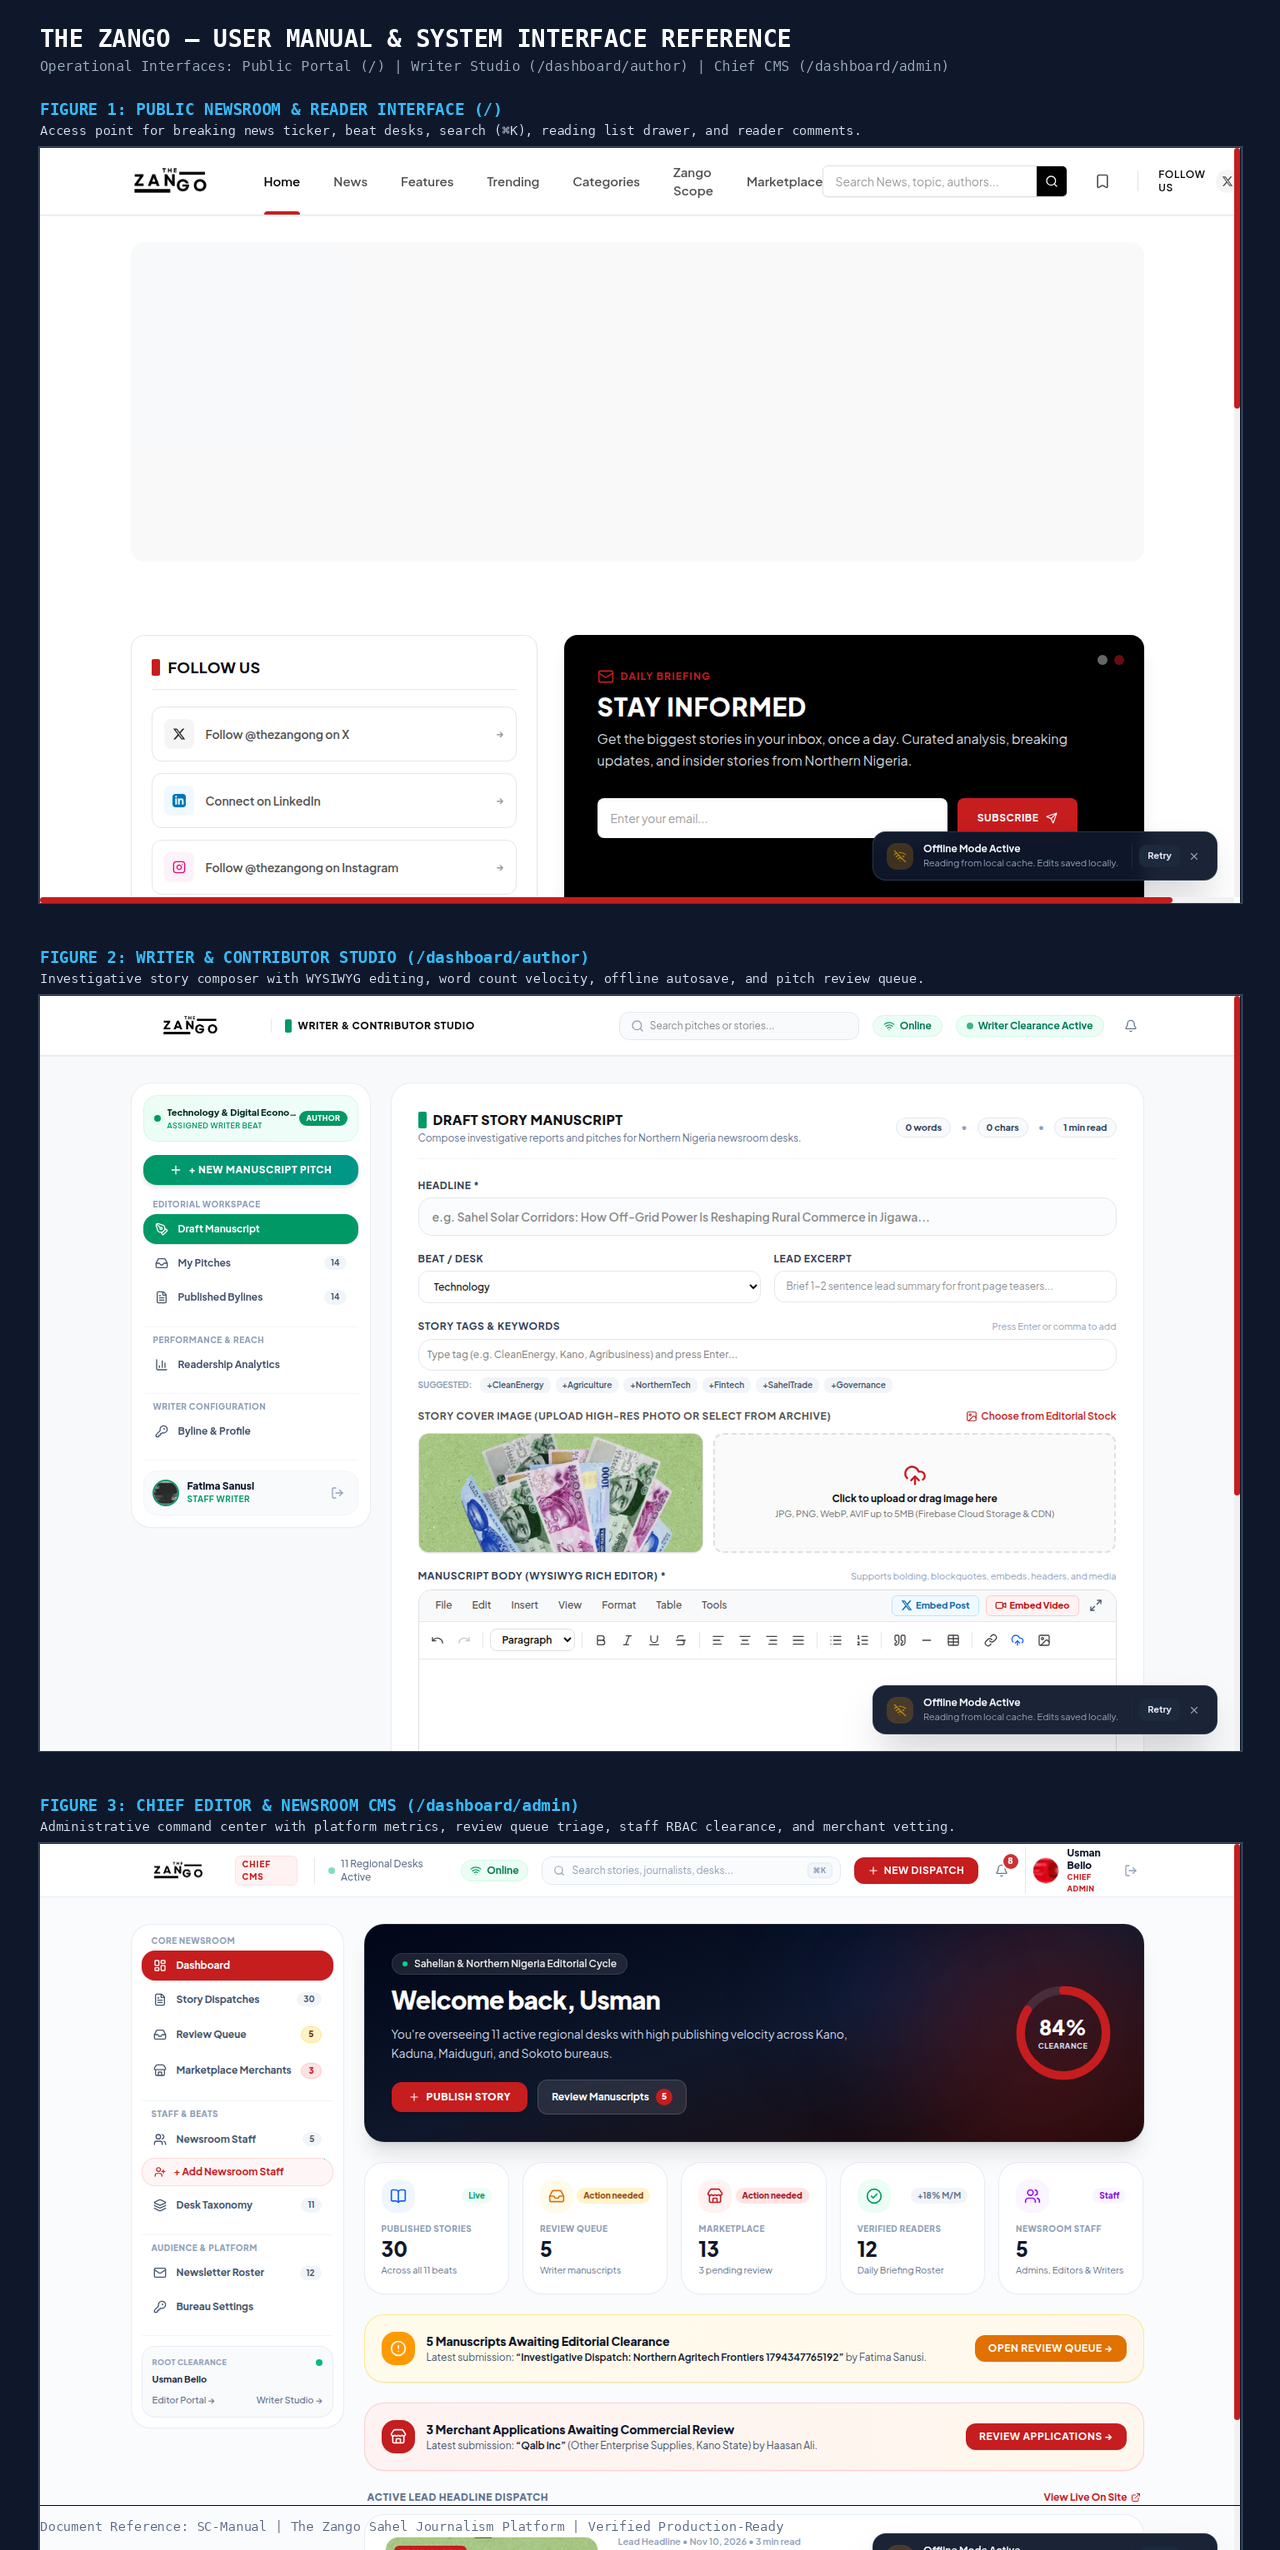 THE ZANGO — USER MANUAL & SYSTEM INTERFACE REFERENCE
Operational Interfaces: Public Portal (/) | Writer Studio (/dashboard/author) | Chief CMS (/dashboard/admin)
FIGURE 1: PUBLIC NEWSROOM & READER INTERFACE (/)
Access point for breaking news ticker, beat desks, search (⌘K), reading list drawer, and reader comments.
THE ZANGO
Home News Features Trending Categories Zango Scope Marketplace Search News, topic, authors... FOLLOW US
FOLLOW US
Follow @thezangong on X →
Connect on LinkedIn →
Follow @thezangong on Instagram →
DAILY BRIEFING
STAY INFORMED
Get the biggest stories in your inbox, once a day. Curated analysis, breaking
updates, and insider stories from Northern Nigeria.
Enter your email... SUBSCRIBE
Offline Mode Active
Reading from local cache. Edits saved locally. Retry ×
FIGURE 2: WRITER & CONTRIBUTOR STUDIO (/dashboard/author)
Investigative story composer with WYSIWYG editing, word count velocity, offline autosave, and pitch review queue.
THE ZANGO WRITER & CONTRIBUTOR STUDIO Search pitches or stories... Online Writer Clearance Active
Technology & Digital Econo... AUTHOR
ASSIGNED WRITER BEAT
+ + NEW MANUSCRIPT PITCH
EDITORIAL WORKSPACE
Draft Manuscript
My Pitches 14
Published Bylines 14
PERFORMANCE & REACH
Readership Analytics
WRITER CONFIGURATION
Byline & Profile
Fatima Sanusi
STAFF WRITER
DRAFT STORY MANUSCRIPT
Compose investigative reports and pitches for Northern Nigeria newsroom desks.
0 words • 0 chars • 1 min read
HEADLINE *
e.g. Sahel Solar Corridors: How Off-Grid Power Is Reshaping Rural Commerce in Jigawa...
BEAT / DESK LEAD EXCERPT
Technology Brief 1-2 sentence lead summary for front page teasers...
STORY TAGS & KEYWORDS Press Enter or comma to add
Type tag (e.g. CleanEnergy, Kano, Agribusiness) and press Enter...
SUGGESTED: +CleanEnergy +Agriculture +NorthernTech +Fintech +SahelTrade +Governance
STORY COVER IMAGE (UPLOAD HIGH-RES PHOTO OR SELECT FROM ARCHIVE) Choose from Editorial Stock
1000
Click to upload or drag image here
JPG, PNG, WebP, AVIF up to 5MB (Firebase Cloud Storage & CDN)
MANUSCRIPT BODY (WYSIWYG RICH EDITOR) * Supports bolding, blockquotes, embeds, headers, and media
File Edit Insert View Format Table Tools Embed Post Embed Video
Paragraph B I U S
Offline Mode Active
Reading from local cache. Edits saved locally. Retry ×
FIGURE 3: CHIEF EDITOR & NEWSROOM CMS (/dashboard/admin)
Administrative command center with platform metrics, review queue triage, staff RBAC clearance, and merchant vetting.
THE ZANGO CHIEF CMS 11 Regional Desks Active Online Search stories, journalists, desks... ⌘K + NEW DISPATCH 8 Usman Bello CHIEF ADMIN
CORE NEWSROOM
Dashboard
Story Dispatches 30
Review Queue 5
Marketplace Merchants 3
STAFF & BEATS
Newsroom Staff 5
+ Add Newsroom Staff
Desk Taxonomy 11
AUDIENCE & PLATFORM
Newsletter Roster 12
Bureau Settings
ROOT CLEARANCE
Usman Bello
Editor Portal → Writer Studio →
Sahelian & Northern Nigeria Editorial Cycle
Welcome back, Usman
You're overseeing 11 active regional desks with high publishing velocity across Kano,
Kaduna, Maiduguri, and Sokoto bureaus.
+ PUBLISH STORY Review Manuscripts 5
84%
CLEARANCE
Live Action needed Action needed +18% M/M Staff
PUBLISHED STORIES REVIEW QUEUE MARKETPLACE VERIFIED READERS NEWSROOM STAFF
30 5 13 12 5
Across all 11 beats Writer manuscripts 3 pending review Daily Briefing Roster Admins, Editors & Writers
5 Manuscripts Awaiting Editorial Clearance
Latest submission: "Investigative Dispatch: Northern Agritech Frontiers 1794347765192" by Fatima Sanusi.
OPEN REVIEW QUEUE →
3 Merchant Applications Awaiting Commercial Review
Latest submission: "Qalb inc" (Other Enterprise Supplies, Kano State) by Haasan Ali.
REVIEW APPLICATIONS →
ACTIVE LEAD HEADLINE DISPATCH View Live On Site
Document Reference: SC-Manual | The Zango Sahel Journalism Platform | Verified Production-Ready
Lead Headline • Nov 10, 2026 • 3 min read
Offline Mode Active